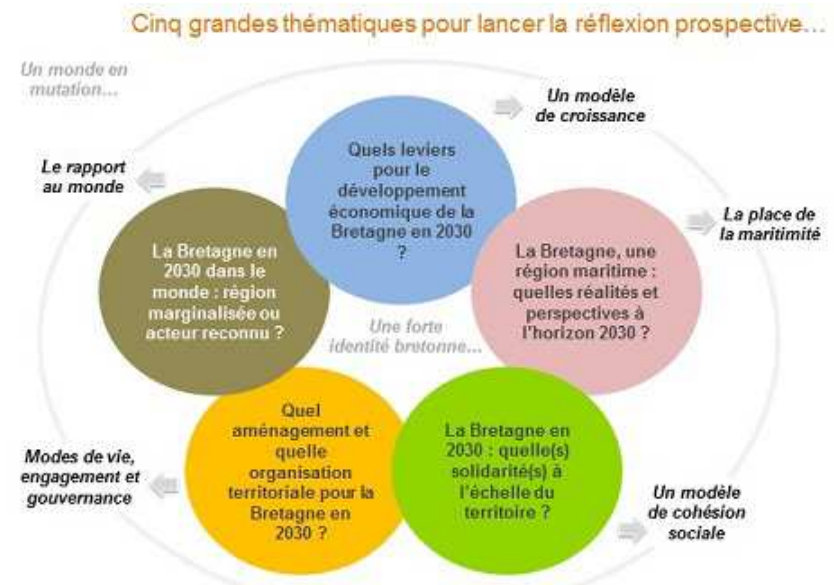 Cinq grandes thématiques pour lancer la réflexion prospective…
Un monde en
mutation…
Un modèle
de croissance
Quels leviers
pour le
développement
économique de la
Bretagne en 2030
?
Le rapport
au monde
La place de
la maritimité
La Bretagne en
2030 dans le
monde : région
marginalisée ou
acteur reconnu ?
La Bretagne, une
région maritime :
quelles réalités et
perspectives à
l'horizon 2030 ?
Une forte
identité bretonne…
Quel
aménagement et
quelle
organisation
territoriale pour la
Bretagne en
2030 ?
La Bretagne en
2030 : quelle(s)
solidarité(s) à
l'échelle du
territoire ?
Modes de vie,
engagement et
gouvernance
Un modèle
de cohésion
sociale